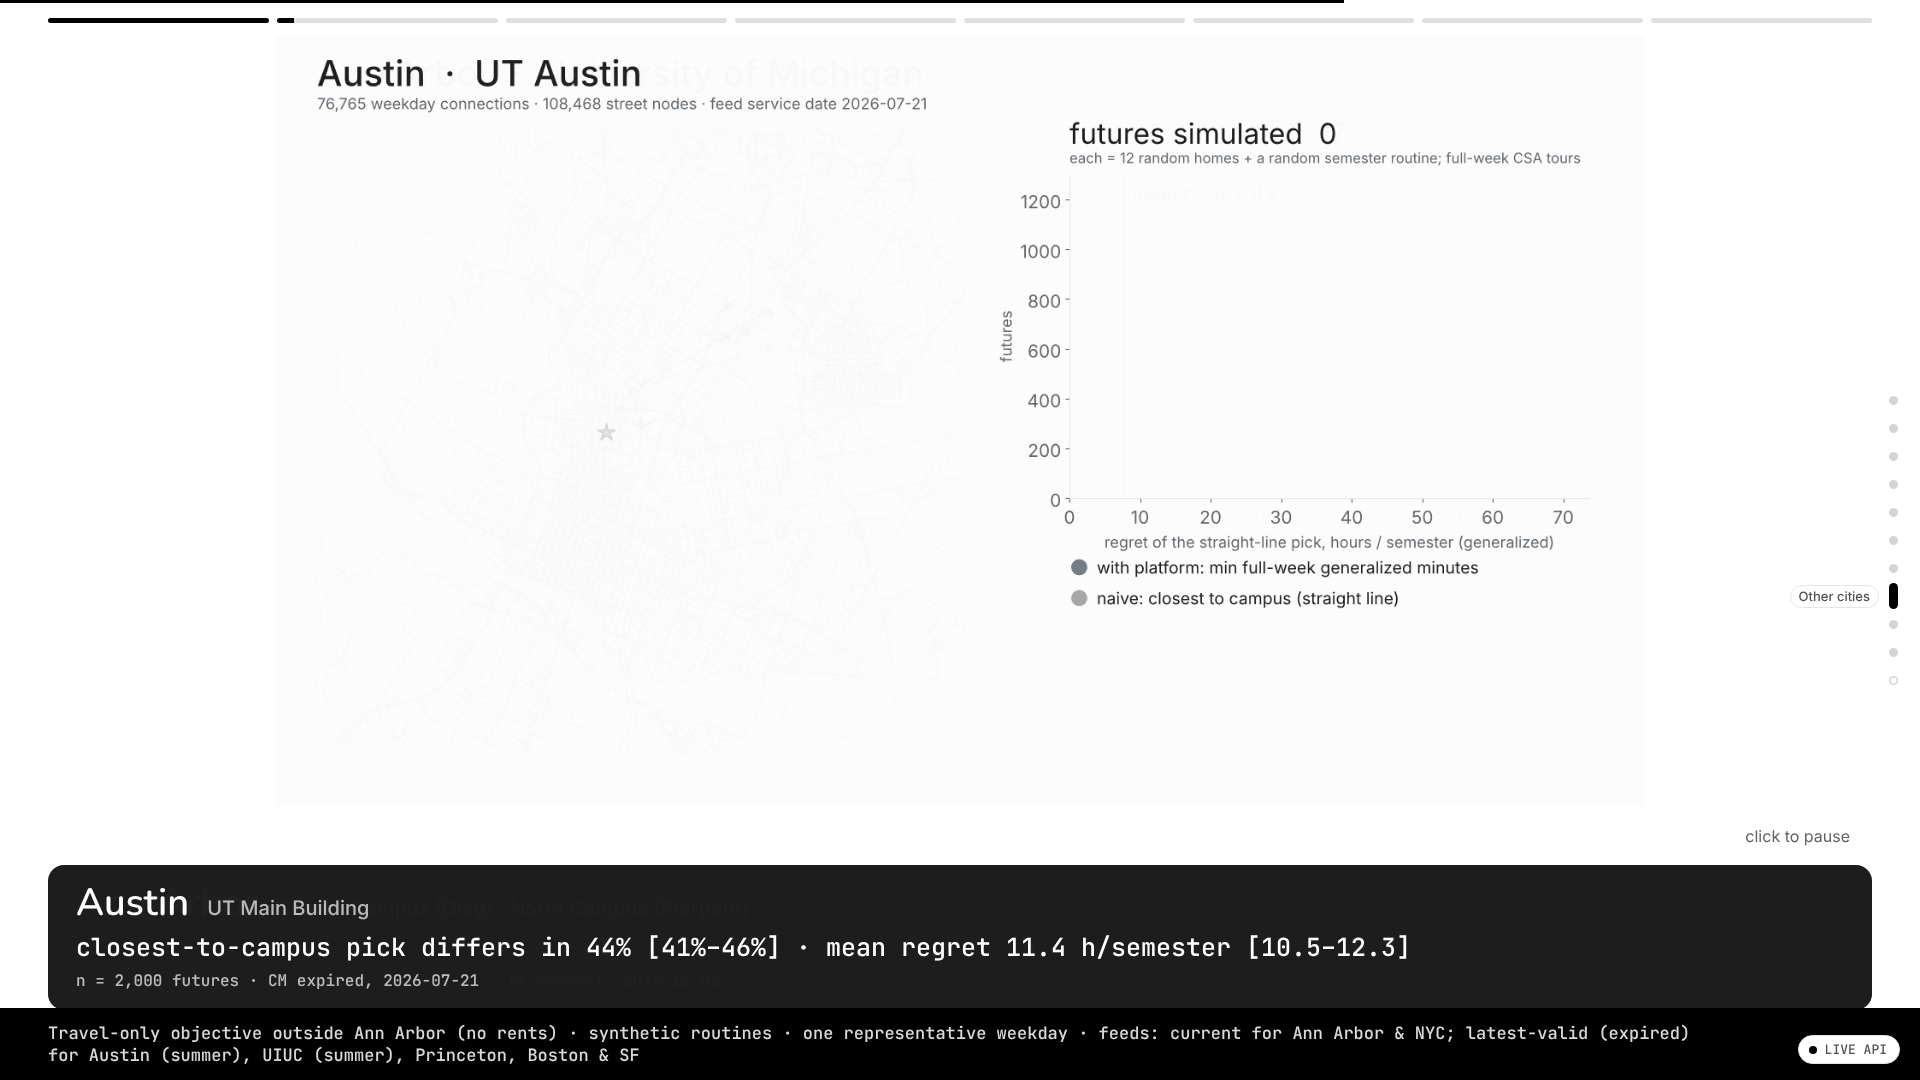 Austin · UT Austin
76,765 weekday connections · 108,468 street nodes · feed service date 2026-07-21
futures simulated 0
each = 12 random homes + a random semester routine; full-week CSA tours
1200
1000
800
600
400
200
0
futures
0 10 20 30 40 50 60 70
regret of the straight-line pick, hours / semester (generalized)
with platform: min full-week generalized minutes
naive: closest to campus (straight line)
Other cities
click to pause
Austin UT Main Building
closest-to-campus pick differs in 44% [41%–46%] · mean regret 11.4 h/semester [10.5–12.3]
n = 2,000 futures · CM expired, 2026-07-21
Travel-only objective outside Ann Arbor (no rents) · synthetic routines · one representative weekday · feeds: current for Ann Arbor & NYC; latest-valid (expired)
for Austin (summer), UIUC (summer), Princeton, Boston & SF
LIVE API